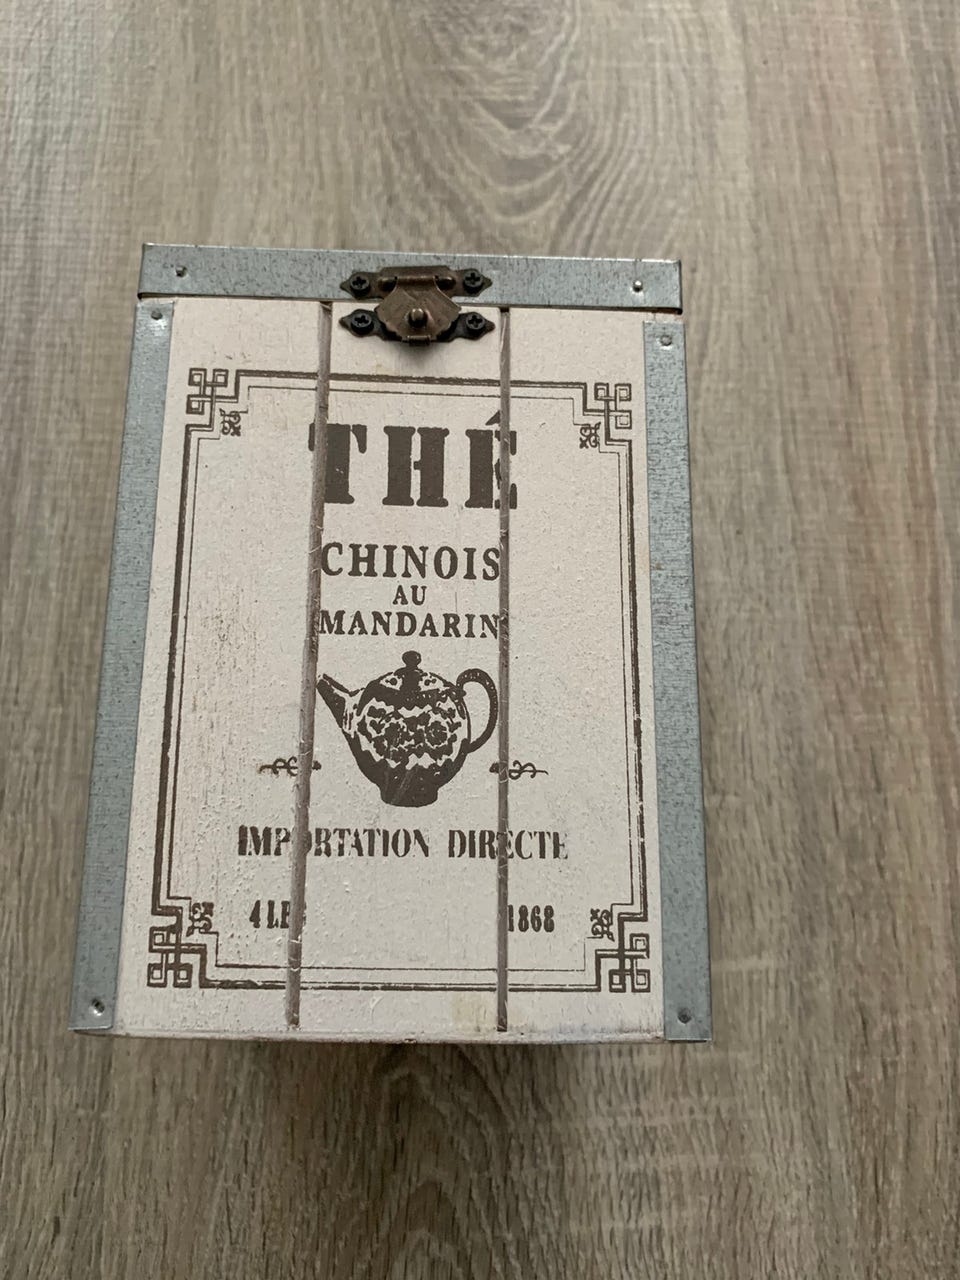 THÉ
CHINOIS
AU
MANDARIN
IMPORTATION DIRECTE
1868